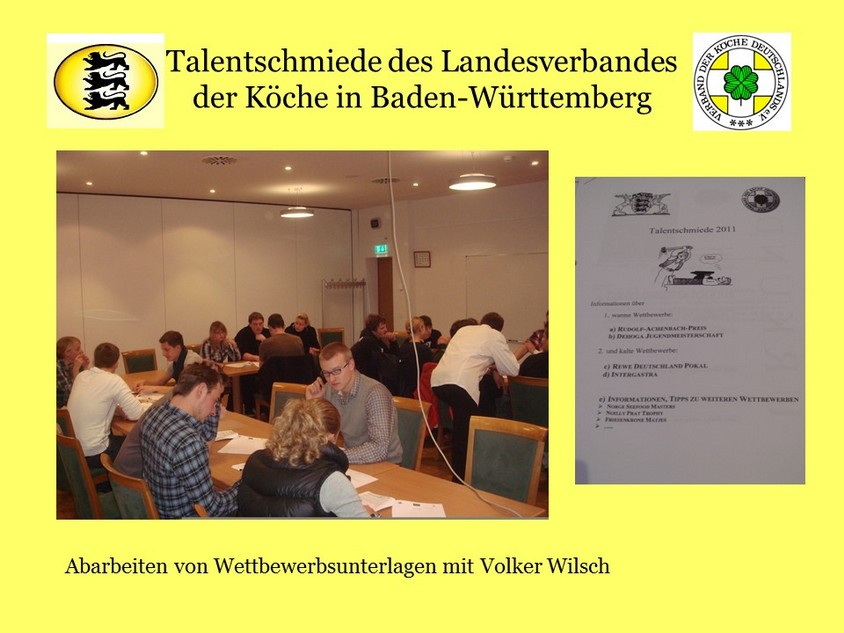 Talentschmiede des Landesverbandes
der Köche in Baden-Württemberg
VERBAND DER KÖCHE DEUTSCHLANDS e.V.
Talentschmiede 2011
Informationen über
1. warme Wettbewerbe:
a) RUDOLF-ACHENBACH-PREIS
b) DEHOGA JUGENDMEISTERSCHAFT
2. und kalte Wettbewerbe:
c) REWE DEUTSCHLAND POKAL
d) INTERGASTRA
e) INFORMATIONEN, TIPPS ZU WEITEREN WETTBEWERBEN
➢ NORGE SEEFOOD MASTERS
➢ NOILLY PRAT TROPHY
➢ FRIESENKRONE MATJES
➢ .....
Abarbeiten von Wettbewerbsunterlagen mit Volker Wilsch